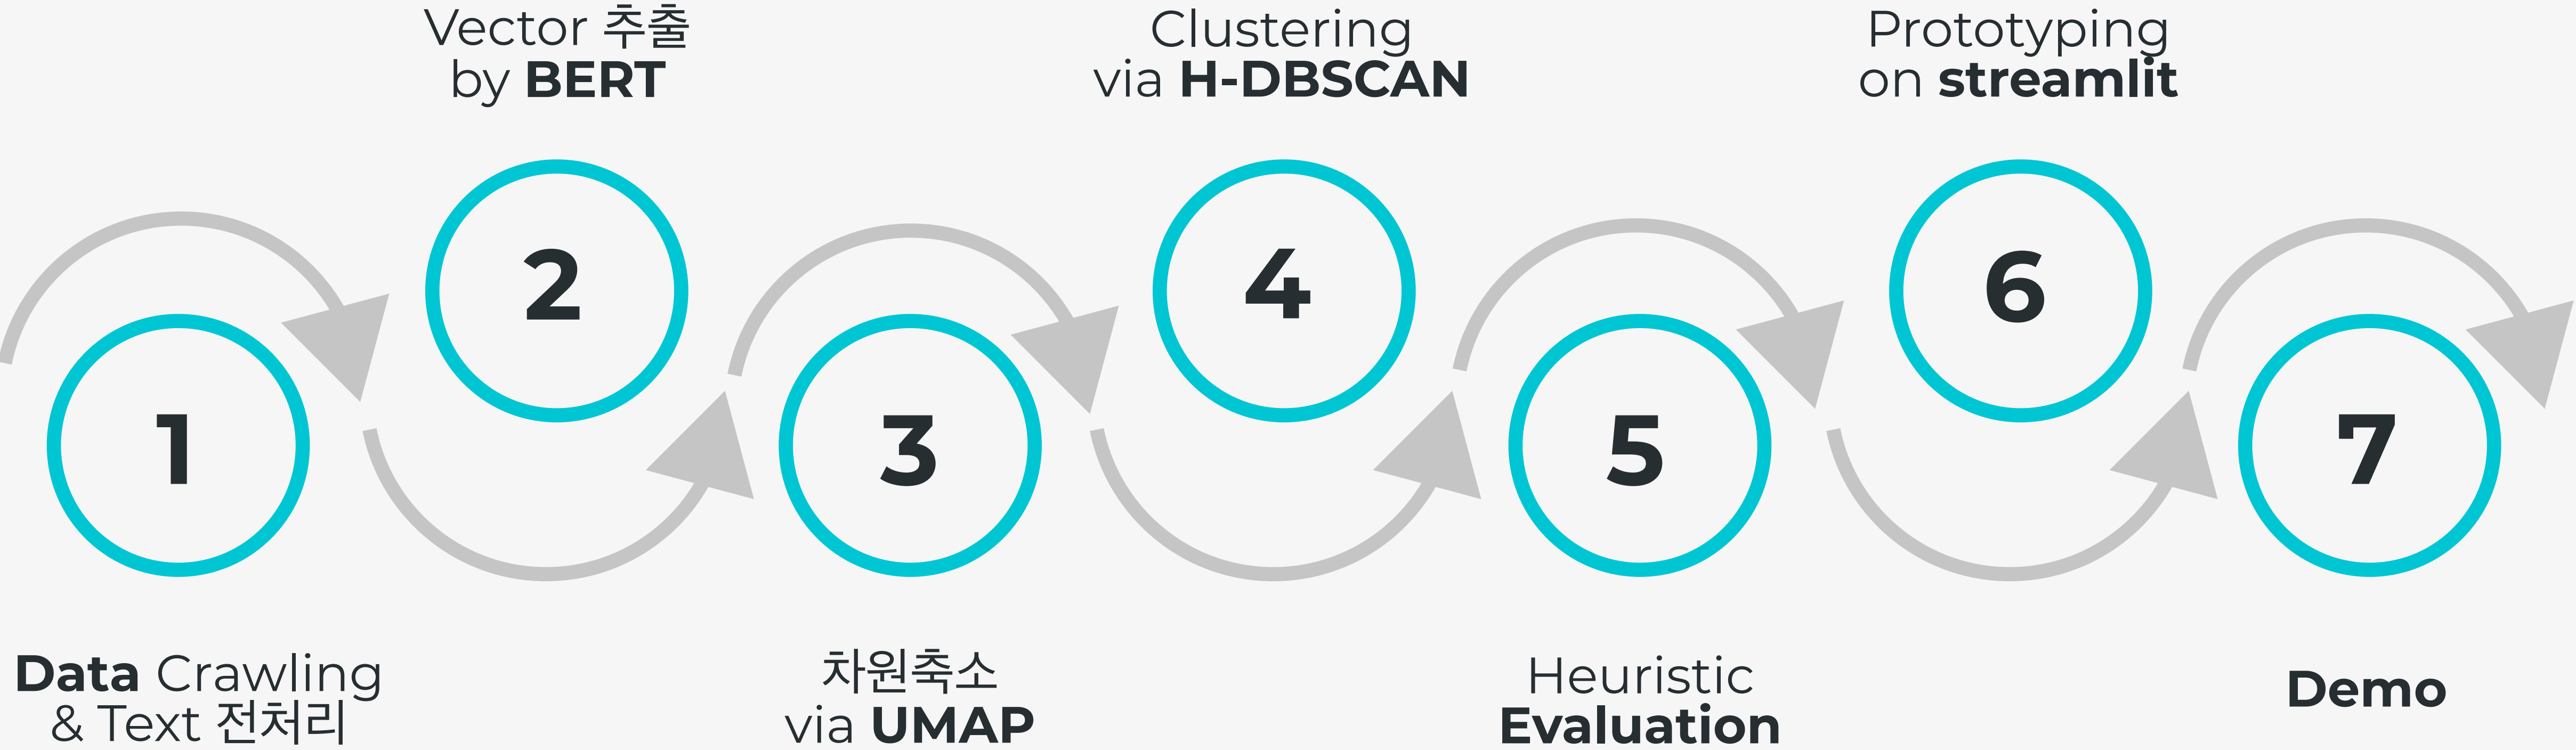 1
Data Crawling
& Text 전처리
2
Vector 추출
by BERT
3
차원축소
via UMAP
4
Clustering
via H-DBSCAN
5
Heuristic
Evaluation
6
Prototyping
on streamlit
7
Demo